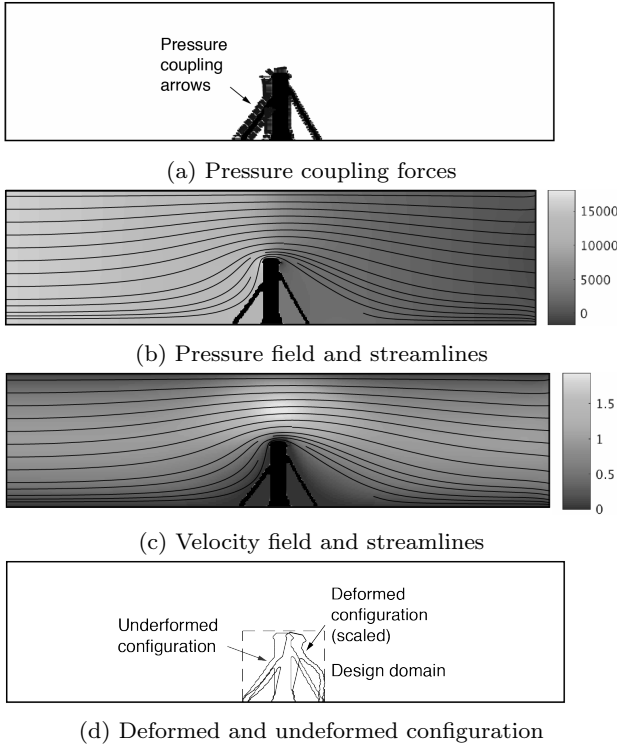 Pressure
coupling
arrows
(a) Pressure coupling forces
15000
10000
5000
0
(b) Pressure field and streamlines
1.5
1
0.5
0
(c) Velocity field and streamlines
Underformed
configuration
Deformed
configuration
(scaled)
Design domain
(d) Deformed and undeformed configuration